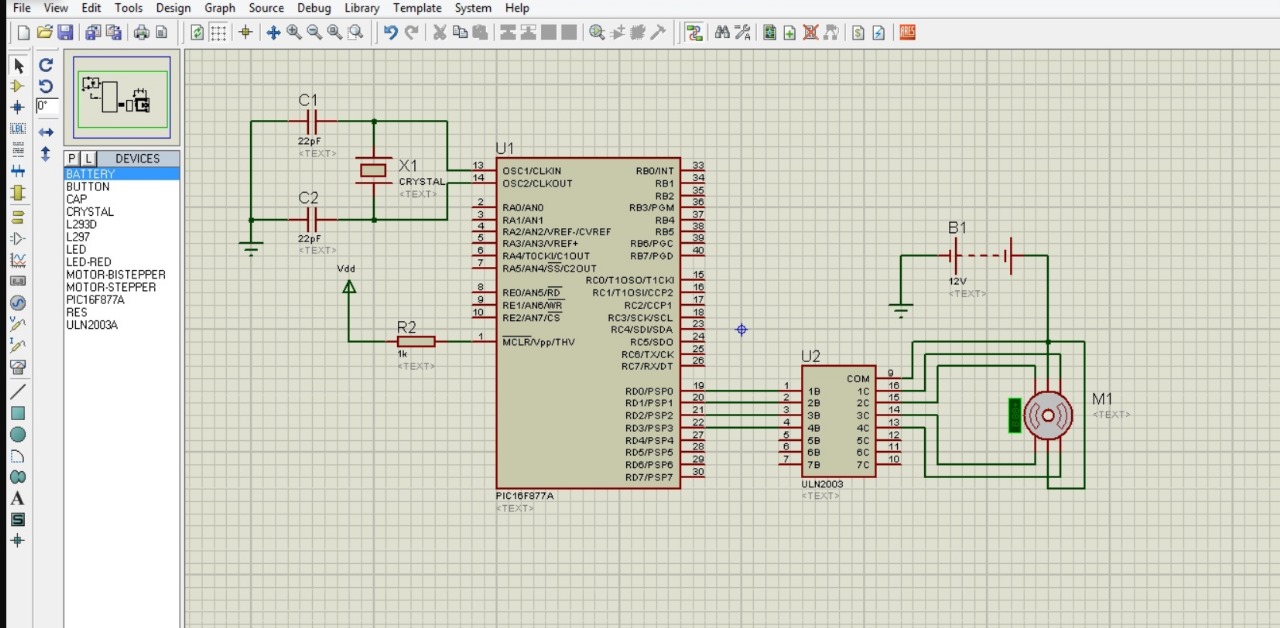 File View Edit Tools Design Graph Source Debug Library Template System Help
0°
P L DEVICES
BATTERY
BUTTON
CAP
CRYSTAL
L293D
L297
LED
LED-RED
MOTOR-BISTEPPER
MOTOR-STEPPER
PIC16F877A
RES
ULN2003A
C1
22pF
<TEXT>
X1
CRYSTAL
<TEXT>
C2
22pF
<TEXT>
Vdd
R2
1k
<TEXT>
U1
13 OSC1/CLKIN RB0/INT 33
14 OSC2/CLKOUT RB1 34
RB2 35
2 RA0/AN0 RB3/PGM 36
3 RA1/AN1 RB4 37
4 RA2/AN2/VREF-/CVREF RB5 38
5 RA3/AN3/VREF+ RB6/PGC 39
6 RA4/T0CKI/C1OUT RB7/PGD 40
7 RA5/AN4/SS/C2OUT
RC0/T1OSO/T1CKI 15
8 RE0/AN5/RD RC1/T1OSI/CCP2 16
9 RE1/AN6/WR RC2/CCP1 17
10 RE2/AN7/CS RC3/SCK/SCL 18
RC4/SDI/SDA 23
1 MCLR/Vpp/THV RC5/SDO 24
RC6/TX/CK 25
RC7/RX/DT 26
RD0/PSP0 19
RD1/PSP1 20
RD2/PSP2 21
RD3/PSP3 22
RD4/PSP4 27
RD5/PSP5 28
RD6/PSP6 29
RD7/PSP7 30
PIC16F877A
<TEXT>
U2
COM 9
1 1B 1C 16
2 2B 2C 15
3 3B 3C 14
4 4B 4C 13
5 5B 5C 12
6 6B 6C 11
7 7B 7C 10
ULN2003
<TEXT>
B1
12V
<TEXT>
M1
<TEXT>